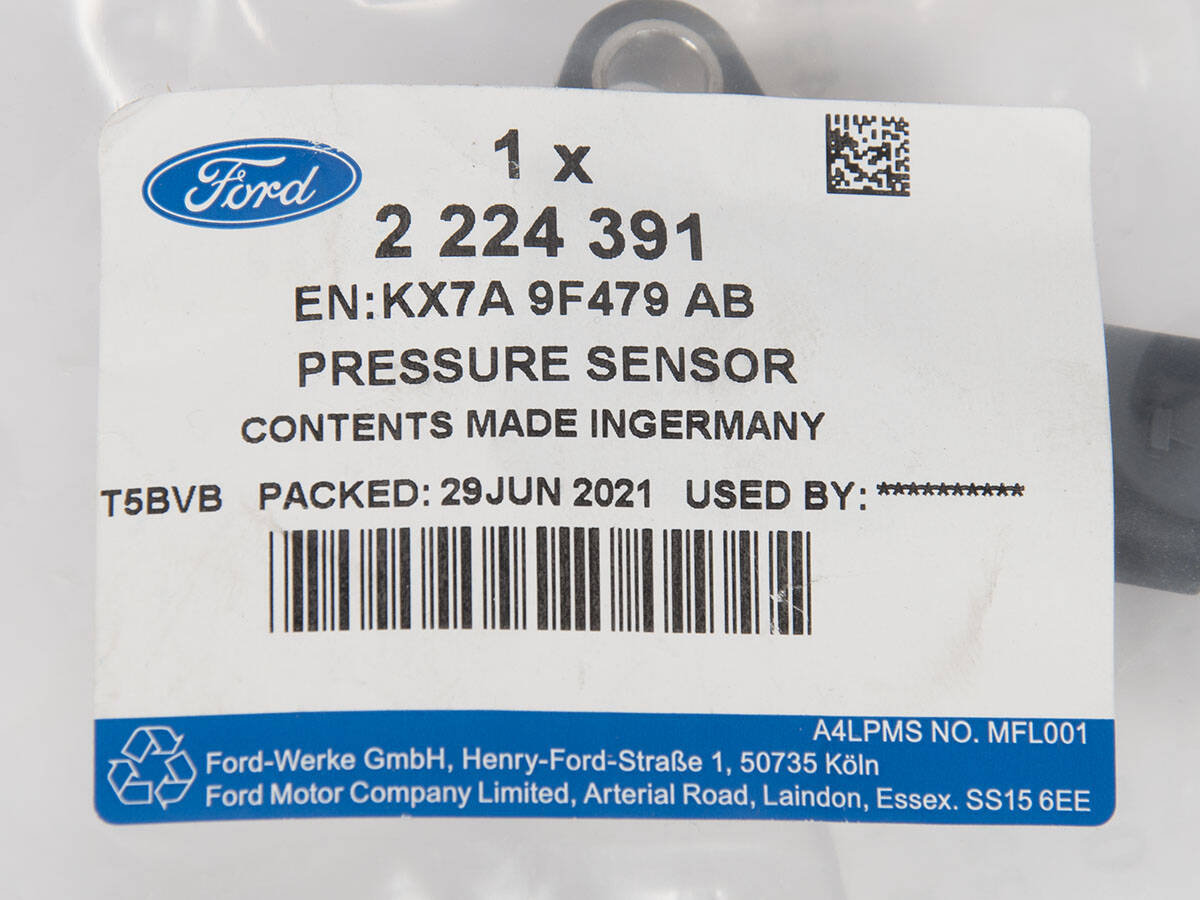 Ford
1 x
2 224 391
EN:KX7A 9F479 AB
PRESSURE SENSOR
CONTENTS MADE INGERMANY
T5BVB PACKED: 29JUN 2021 USED BY: **********
A4LPMS NO. MFL001
Ford-Werke GmbH, Henry-Ford-Straße 1, 50735 Köln
Ford Motor Company Limited, Arterial Road, Laindon, Essex. SS15 6EE